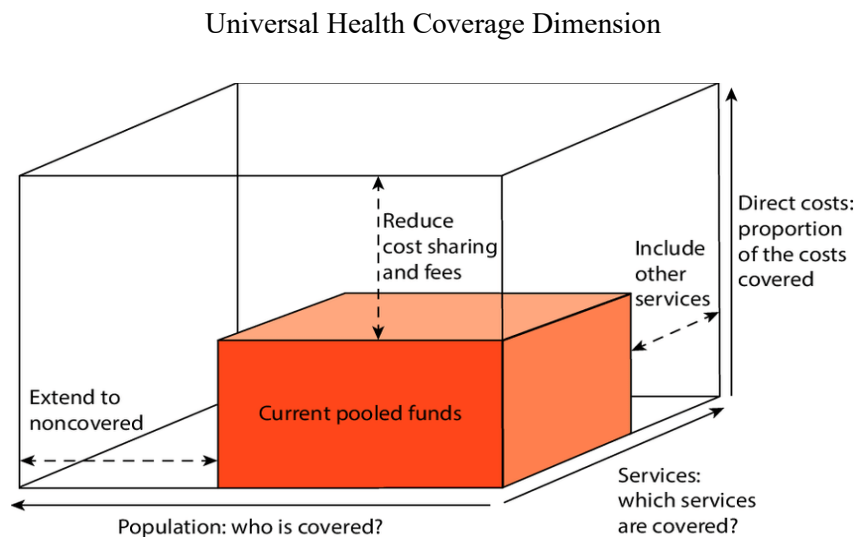 Universal Health Coverage Dimension
Reduce
cost sharing
and fees
Include
other
services
Direct costs:
proportion
of the costs
covered
Extend to
noncovered
Current pooled funds
Services:
which services
are covered?
Population: who is covered?